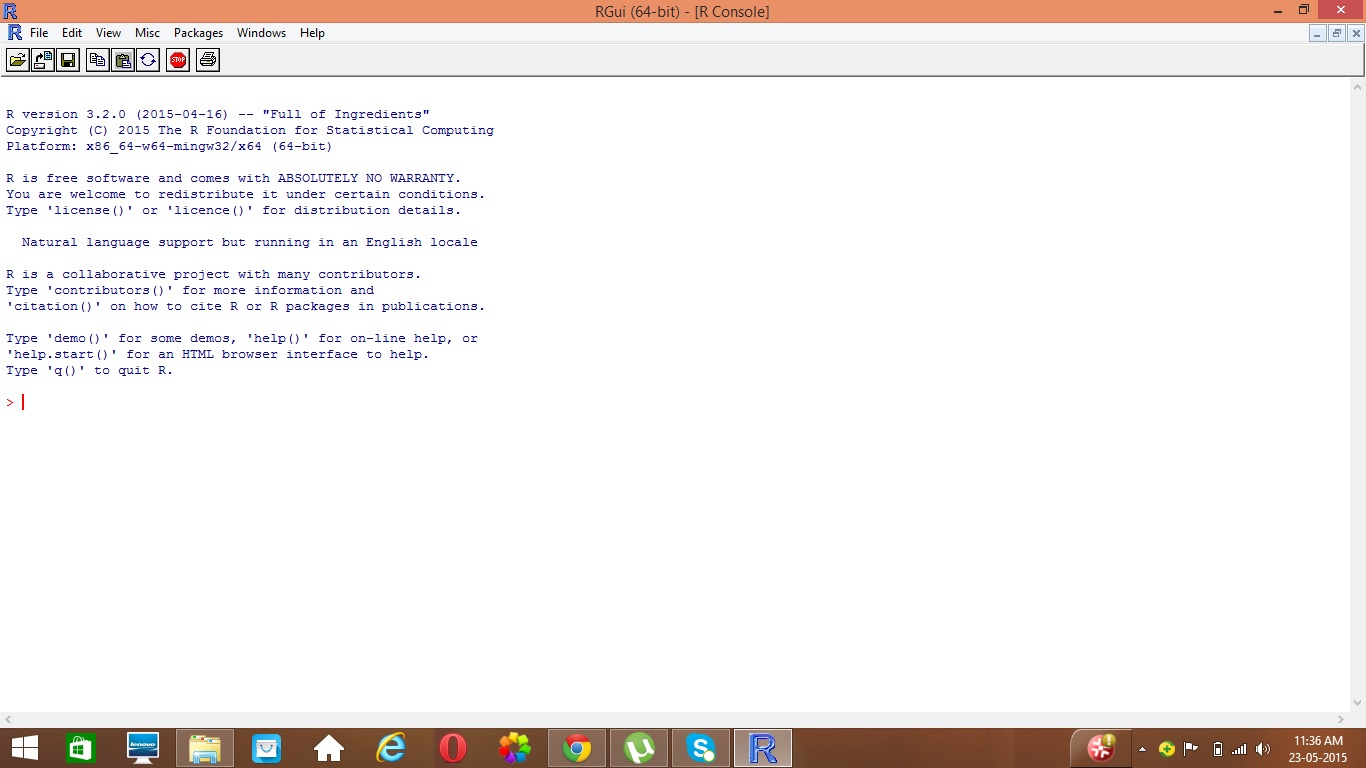 RGui (64-bit) - [R Console]
File Edit View Misc Packages Windows Help
STOP
R version 3.2.0 (2015-04-16) -- "Full of Ingredients"
Copyright (C) 2015 The R Foundation for Statistical Computing
Platform: x86_64-w64-mingw32/x64 (64-bit)
R is free software and comes with ABSOLUTELY NO WARRANTY.
You are welcome to redistribute it under certain conditions.
Type 'license()' or 'licence()' for distribution details.
Natural language support but running in an English locale
R is a collaborative project with many contributors.
Type 'contributors()' for more information and
'citation()' on how to cite R or R packages in publications.
Type 'demo()' for some demos, 'help()' for on-line help, or
'help.start()' for an HTML browser interface to help.
Type 'q()' to quit R.
>
lenovo
11:36 AM
23-05-2015